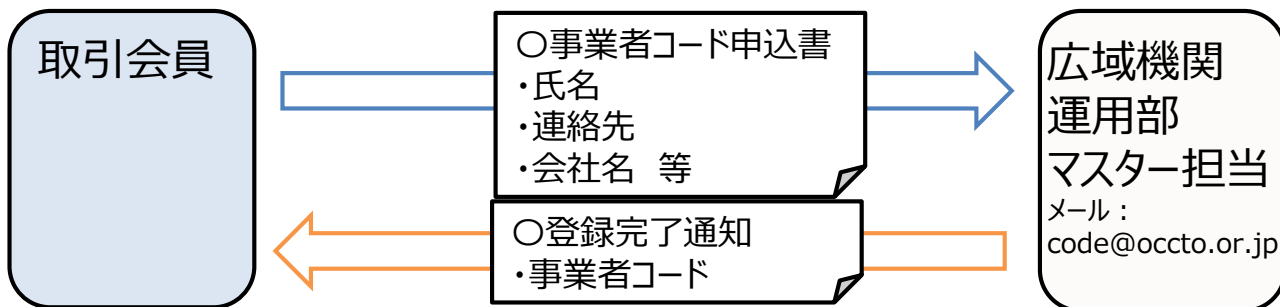 取引会員
〇事業者コード申込書
・氏名
・連絡先
・会社名　等
〇登録完了通知
・事業者コード
広域機関
運用部
マスター担当
メール：
code@occto.or.jp